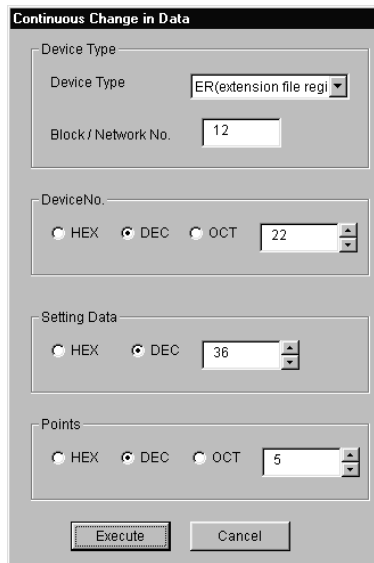 Continuous Change in Data
Device Type
Device Type ER(extension file regi
Block / Network No. 12
DeviceNo.
HEX DEC OCT 22
Setting Data
HEX DEC 36
Points
HEX DEC OCT 5
Execute Cancel